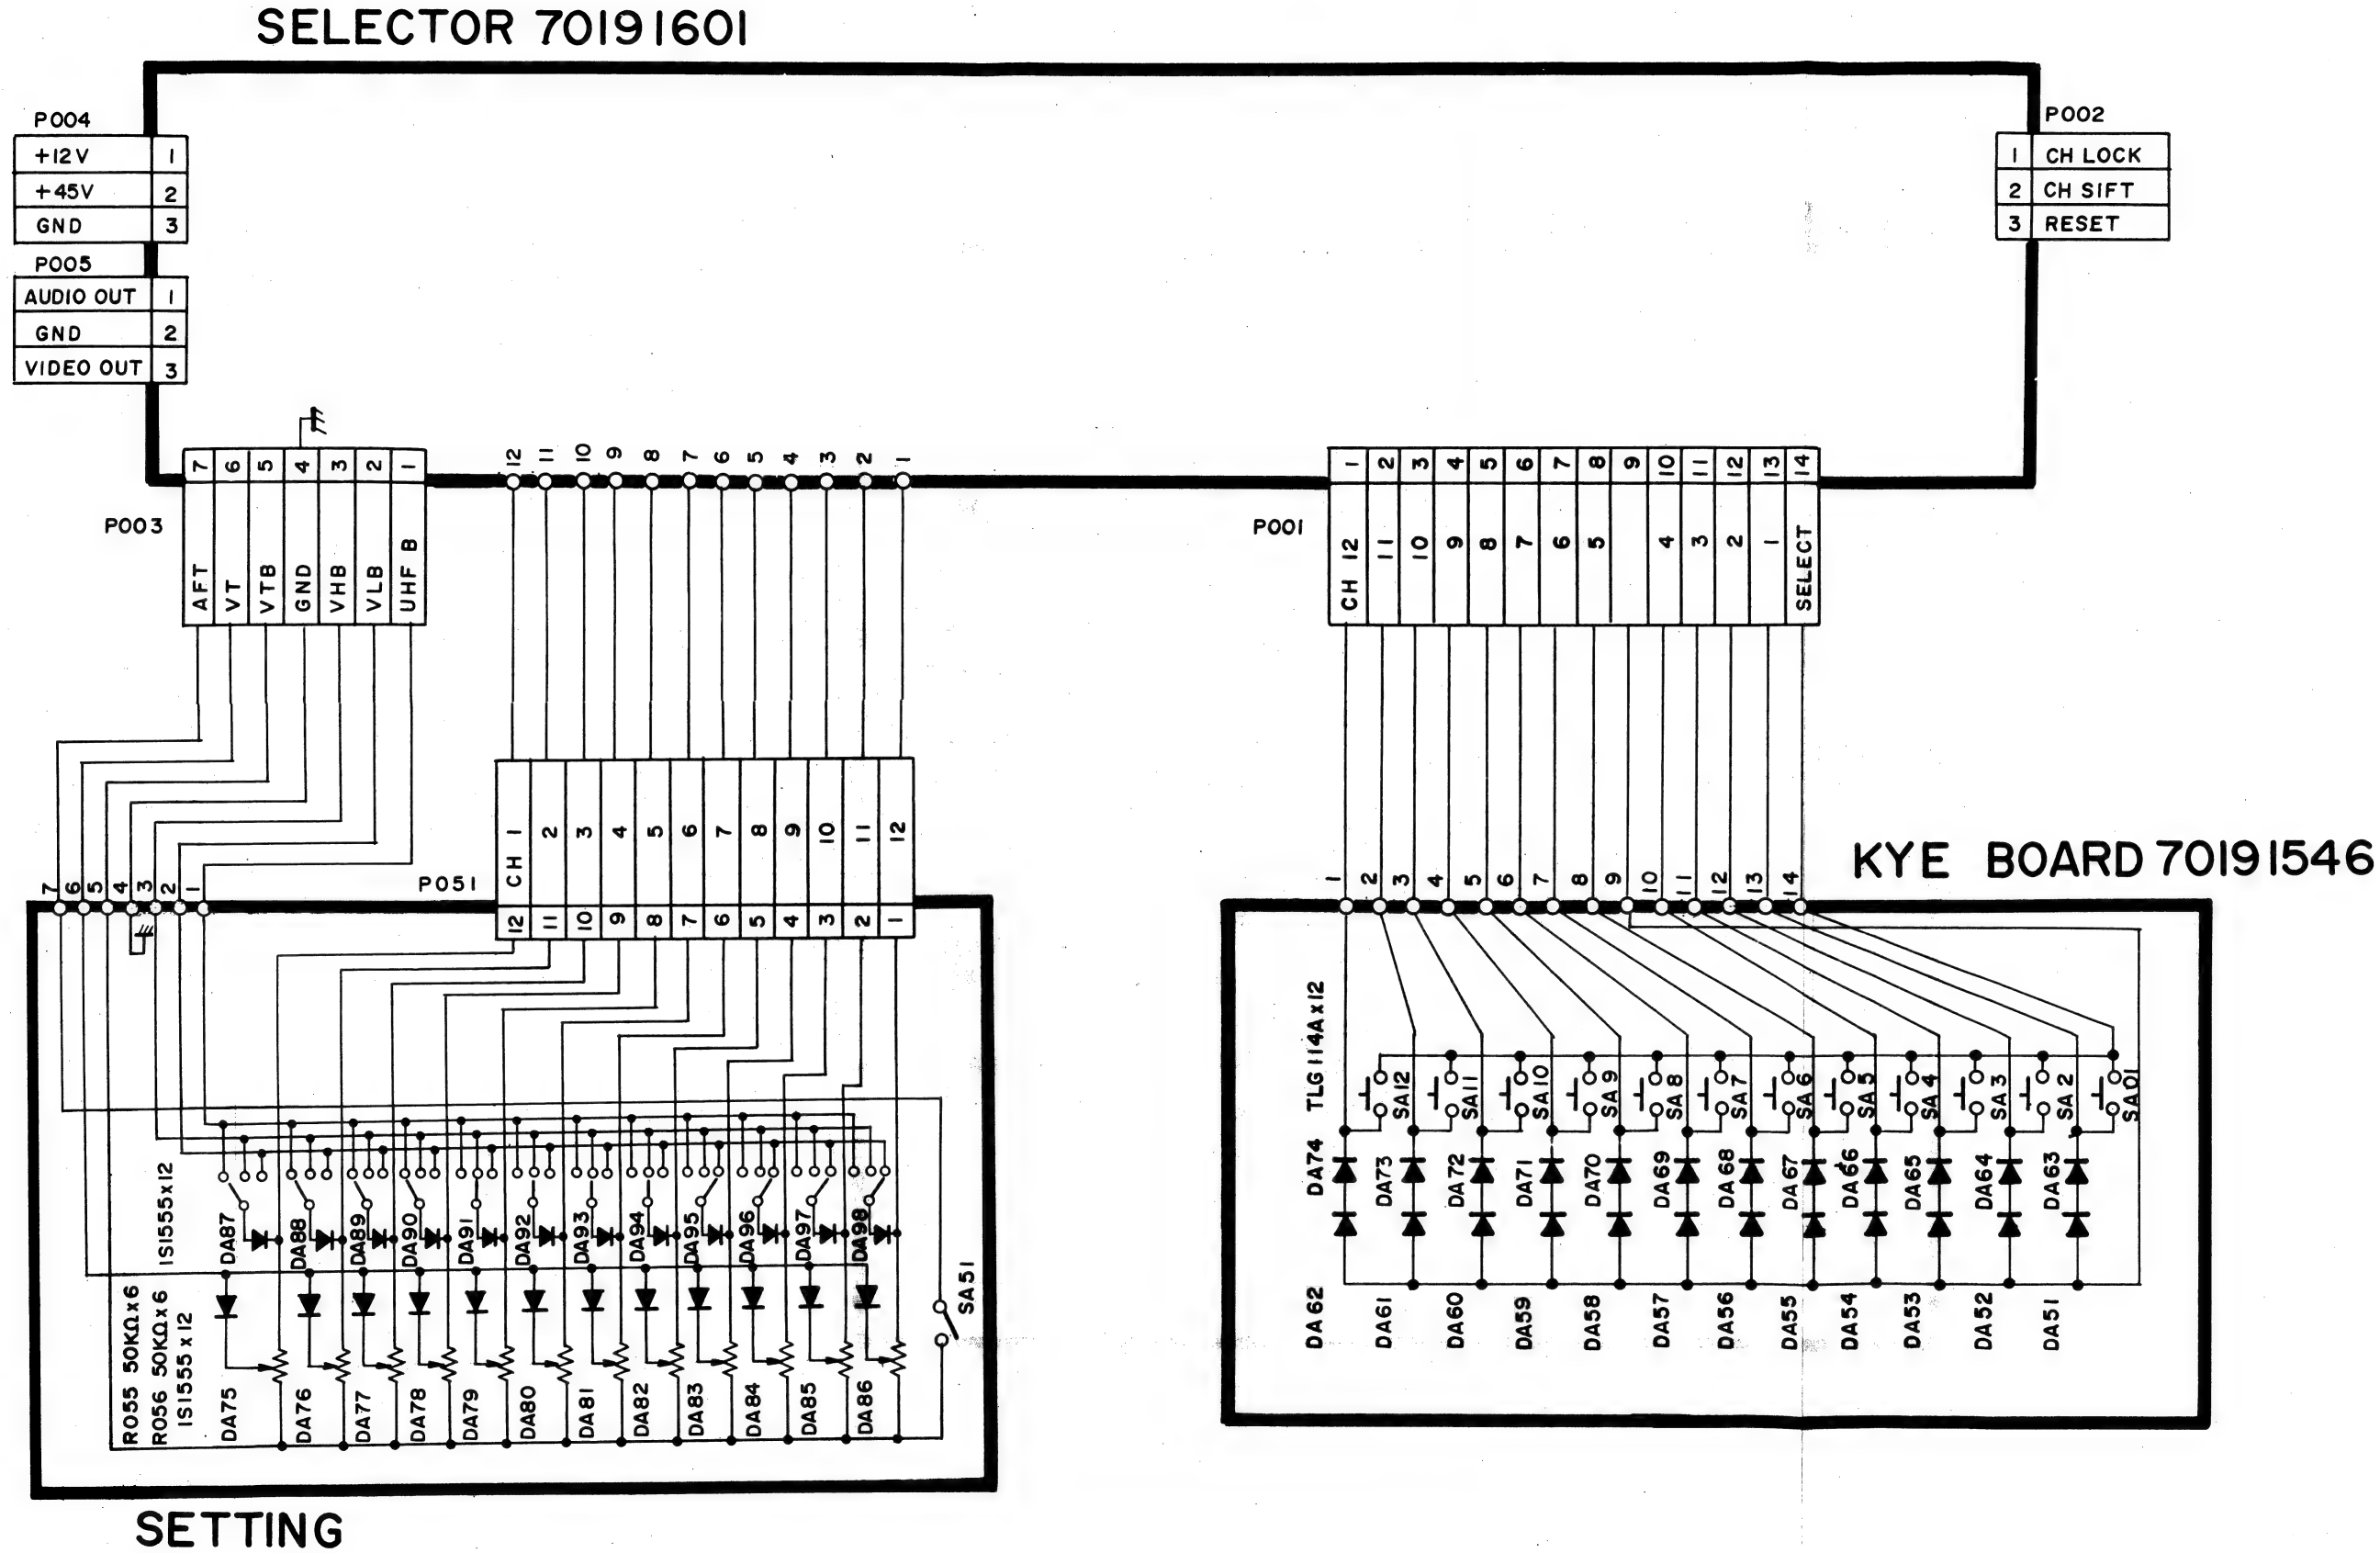 SELECTOR 70191601
P004
+12V 1
+45V 2
GND 3
P005
AUDIO OUT 1
GND 2
VIDEO OUT 3
P002
1 CH LOCK
2 CH SIFT
3 RESET
7 6 5 4 3 2 1
P003
AFT
VT
VTB
GND
VHB
VLB
UHF B
12 11 10 9 8 7 6 5 4 3 2 1
1 2 3 4 5 6 7 8 9 10 11 12 13 14
P001
CH 12 11 10 9 8 7 6 5 4 3 2 1 SELECT
7 6 5 4 3 2 1
P051
CH 1 2 3 4 5 6 7 8 9 10 11 12
12 11 10 9 8 7 6 5 4 3 2 1
KYE BOARD 70191546
1 2 3 4 5 6 7 8 9 10 11 12 13 14
TLG114A x12
SA12 SA11 SA10 SA9 SA8 SA7 SA6 SA5 SA4 SA3 SA2 SA01
DA74 DA73 DA72 DA71 DA70 DA69 DA68 DA67 DA66 DA65 DA64 DA63
DA62 DA61 DA60 DA59 DA58 DA57 DA56 DA55 DA54 DA53 DA52 DA51
1S1555x12
DA87 DA88 DA89 DA90 DA91 DA92 DA93 DA94 DA95 DA96 DA97 DA98
SA51
R055 50KΩx6
R056 50KΩx6
1S1555x12
DA75 DA76 DA77 DA78 DA79 DA80 DA81 DA82 DA83 DA84 DA85 DA86
SETTING